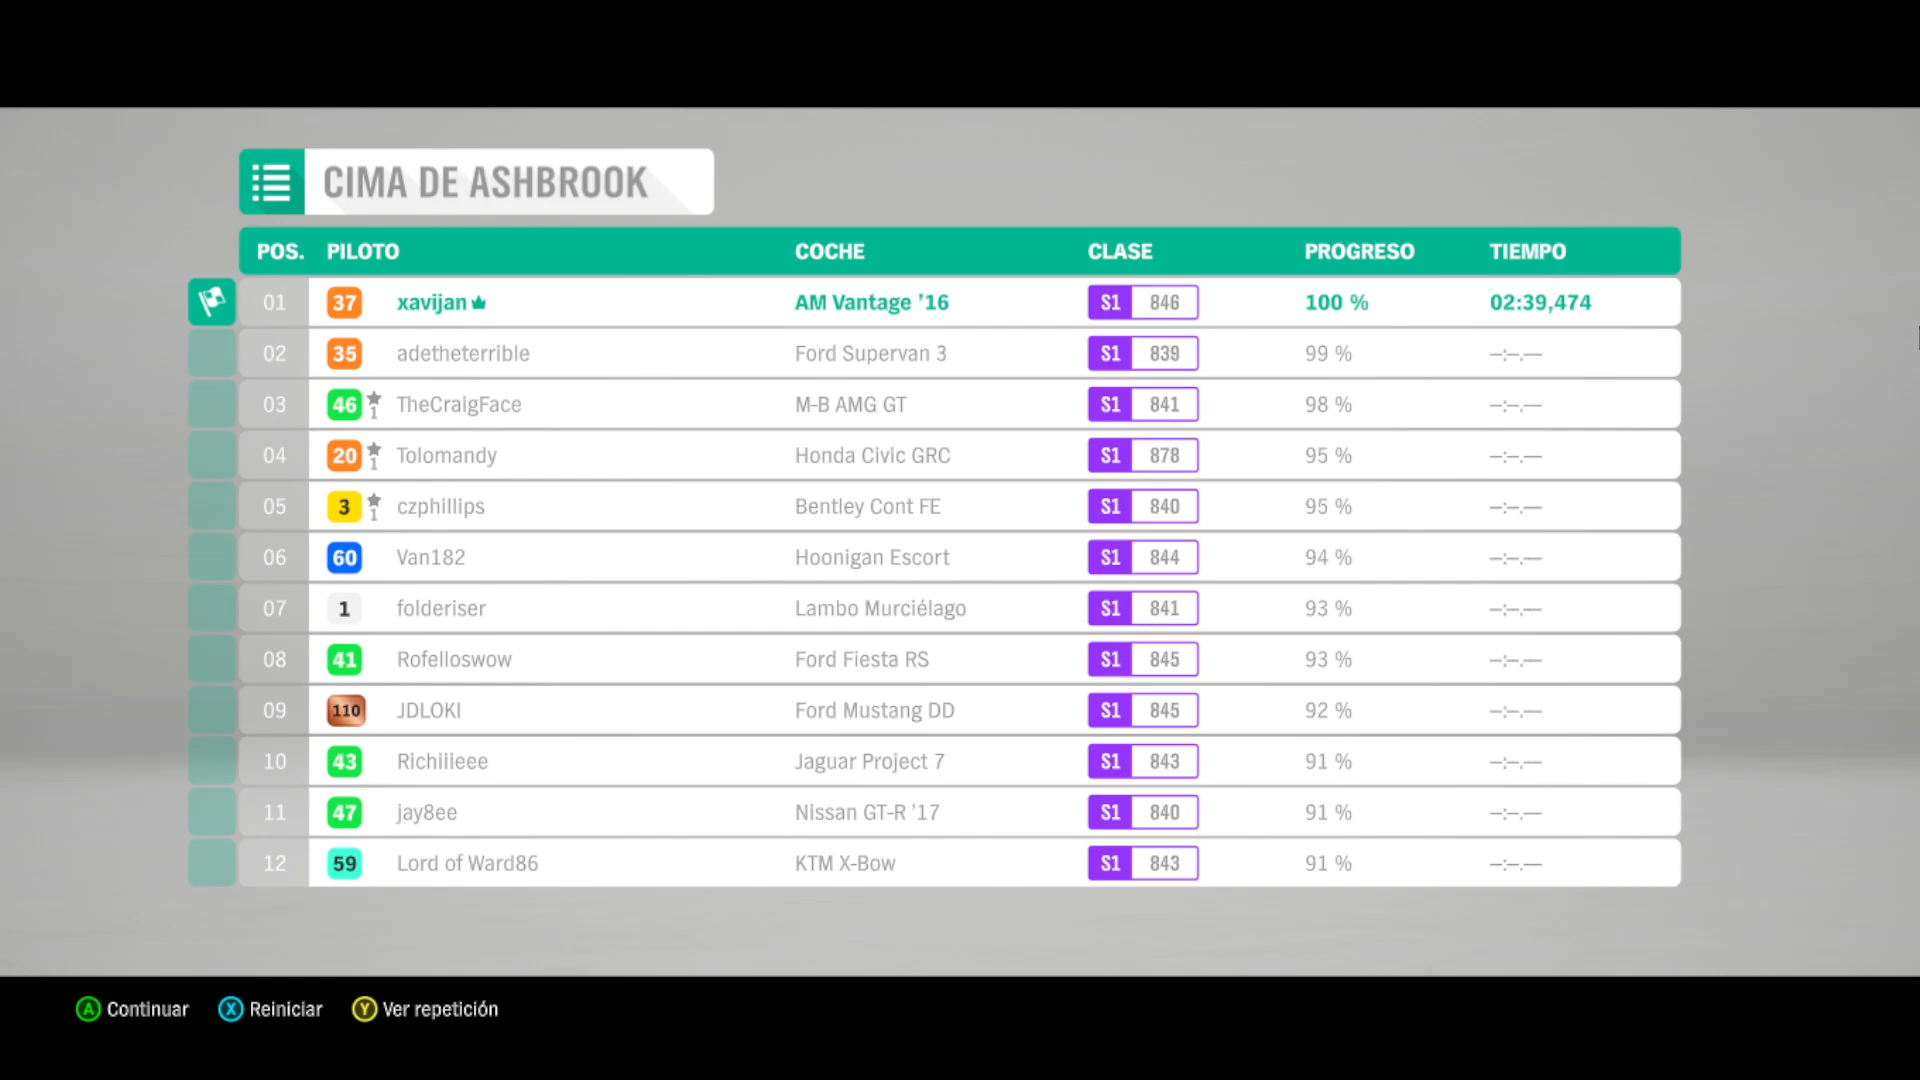 CIMA DE ASHBROOK
POS. PILOTO COCHE CLASE PROGRESO TIEMPO
01 37 xavijan AM Vantage ’16 S1 846 100 % 02:39,474
02 35 adetheterrible Ford Supervan 3 S1 839 99 % –:–.––
03 46 1 TheCraigFace M-B AMG GT S1 841 98 % –:–.––
04 20 1 Tolomandy Honda Civic GRC S1 878 95 % –:–.––
05 3 1 czphillips Bentley Cont FE S1 840 95 % –:–.––
06 60 Van182 Hoonigan Escort S1 844 94 % –:–.––
07 1 folderiser Lambo Murciélago S1 841 93 % –:–.––
08 41 Rofelloswow Ford Fiesta RS S1 845 93 % –:–.––
09 110 JDLOKI Ford Mustang DD S1 845 92 % –:–.––
10 43 Richiiieee Jaguar Project 7 S1 843 91 % –:–.––
11 47 jay8ee Nissan GT-R ’17 S1 840 91 % –:–.––
12 59 Lord of Ward86 KTM X-Bow S1 843 91 % –:–.––
A Continuar X Reiniciar Y Ver repetición